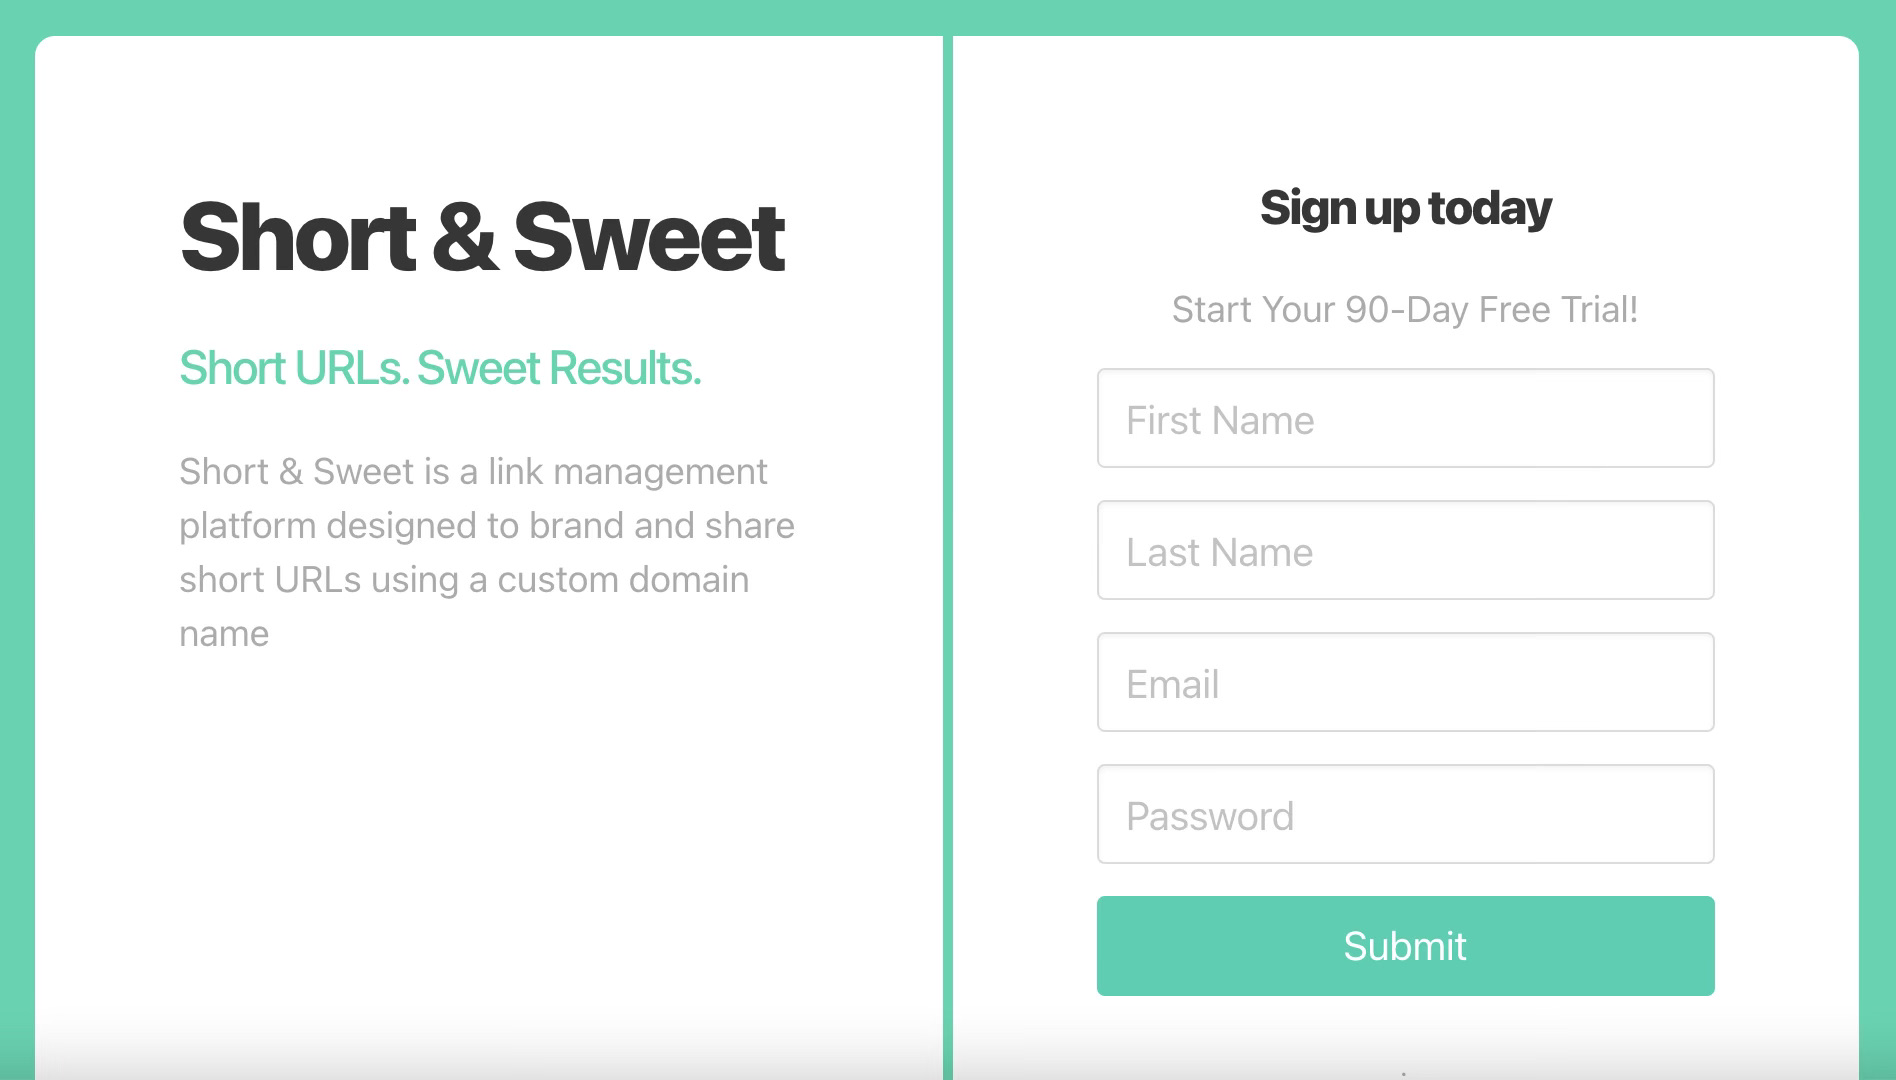 Short & Sweet
Short URLs. Sweet Results.
Short & Sweet is a link management
platform designed to brand and share
short URLs using a custom domain
name
Sign up today
Start Your 90-Day Free Trial!
First Name
Last Name
Email
Password
Submit